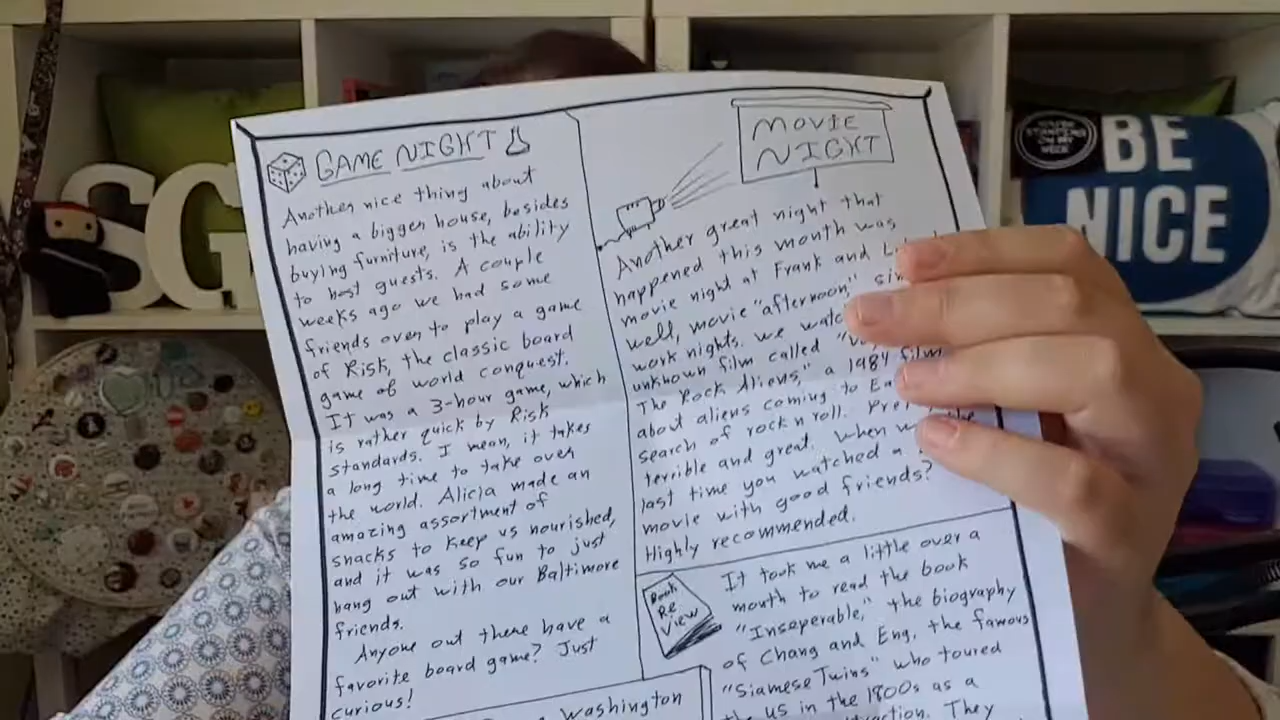 GAME NIGHT
Another nice thing about
having a bigger house, besides
buying furniture, is the ability
to host guests. A couple
weeks ago we had some
friends over to play a game
of Risk, the classic board
game of world conquest.
It was a 3-hour game, which
is rather quick by Risk
standards. I mean, it takes
a long time to take over
the world. Alicia made an
amazing assortment of
snacks to keep us nourished,
and it was so fun to just
hang out with our Baltimore
friends.
Anyone out there have a
favorite board game? Just
curious!
MOVIE
NIGHT
Another great night that
happened this month was
movie night at Frank and
well, movie "afternoon,"
work nights. We
unknown film called
The Rock Aliens," a 1984 film
about aliens coming to
search of rock n roll.
terrible and great. When
last time you watched a
movie with good friends?
Highly recommended.
Book
Re
View
It took me a little over a
month to read the book
"Inseperable," the biography
of Chang and Eng, the famous
"Siamese Twins" who toured
the US in the 1800s as a
They
Washington
SG
BE
NICE